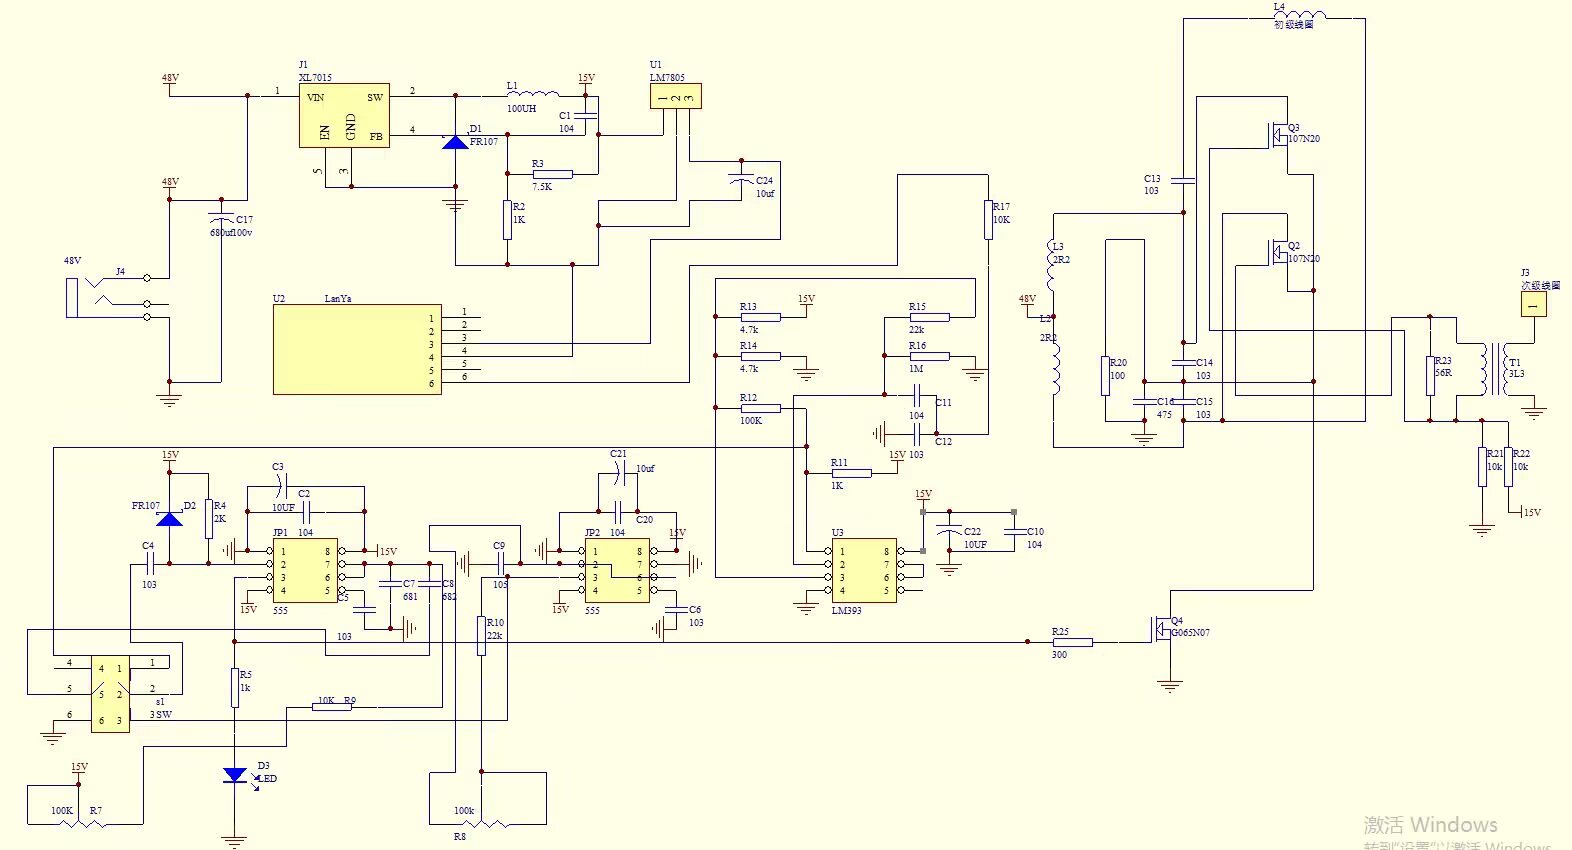 L4
初级线圈
J1
XL7015
48V
1
VIN
SW
2
EN
GND
FB
4
5
3
L1
100UH
15V
C1
104
D1
FR107
R3
7.5K
R2
1K
U1
LM7805
1
2
3
C24
10uf
48V
C17
680uf100v
48V
J4
U2
LanYa
1
2
3
4
5
6
1
2
3
4
5
6
R17
10K
R13
4.7k
15V
R14
4.7k
R12
100K
R15
22k
R16
1M
C11
104
C12
103
15V
R11
1K
C13
103
Q3
107N20
Q2
107N20
L3
2R2
48V
L2
2R2
R20
100
C14
103
C16
475
C15
103
J3
次级线圈
1
R23
56R
T1
3L3
R21
10k
R22
10k
15V
15V
FR107
D2
R4
2K
C4
103
C3
10UF
C2
104
JP1
1
2
3
4
8
7
6
5
555
15V
15V
C5
103
C7
681
C8
682
C9
105
C21
10uf
C20
104
JP2
1
2
3
4
8
7
6
5
555
15V
15V
C6
103
R10
22k
U3
1
2
3
4
8
7
6
5
LM393
15V
C22
10UF
C10
104
R25
300
Q4
G065N07
4
5
6
4
5
6
1
2
3
1
2
3
s1
SW
R5
1k
10K
R9
D3
LED
15V
100K
R7
100k
R8
激活 Windows
转到"设置"以激活 Windows